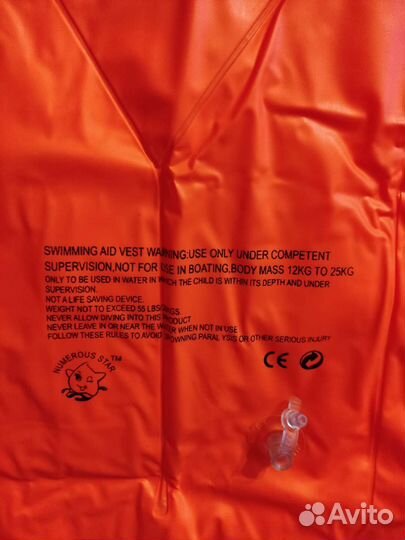 SWIMMING AID VEST WARNING:USE ONLY UNDER COMPETENT
SUPERVISION,NOT FOR USE IN BOATING,BODY MASS 12KG TO 25KG
ONLY TO BE USED IN WATER IN WHICH THE CHILD IS WITHIN ITS DEPTH AND UNDER
SUPERVISION.
NOT A LIFE SAVING DEVICE.
WEIGHT NOT TO EXCEED 55 LBS
NEVER ALLOW DIVING INTO THIS PRODUCT
NEVER LEAVE IN OR NEAR THE WATER WHEN NOT IN USE
FOLLOW THESE RULES TO AVOID DROWNING PARALYSIS OR OTHER SERIOUS INJURY
NUMEROUS STAR TM
CE
Avito